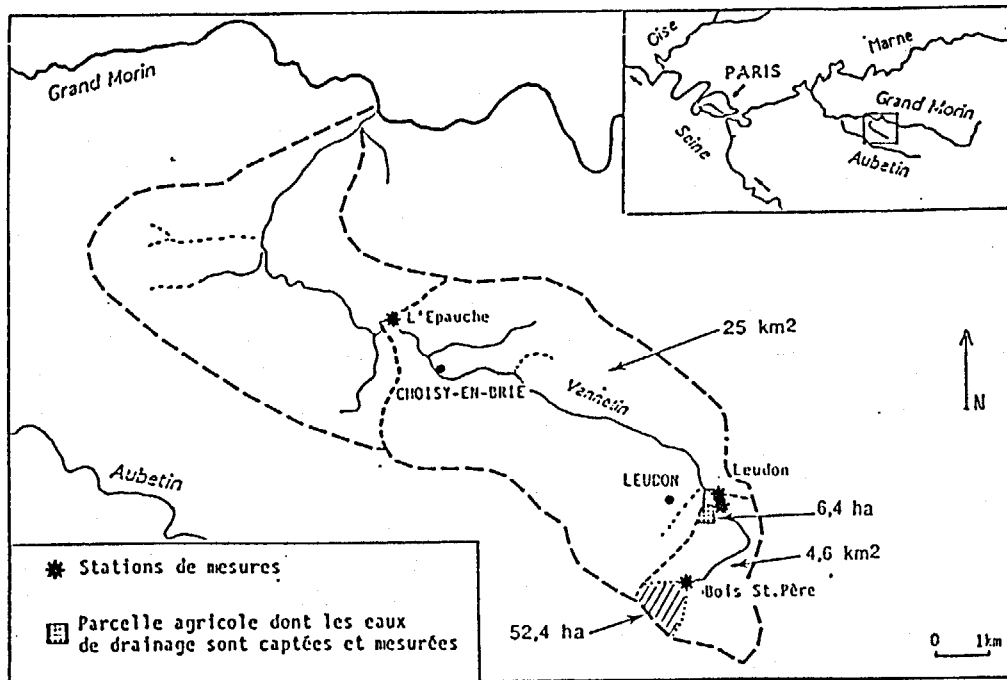 Grand Morin
Oise
Marne
PARIS
Grand Morin
Seine
Aubetin
L'Epauche
25 km2
CHOISY-EN-BRIE
Vannetin
N
Aubetin
LEUDON
Leudon
6,4 ha
4,6 km2
Bois St.Père
52,4 ha
Stations de mesures
Parcelle agricole dont les eaux
de drainage sont captées et mesurées
0 1km